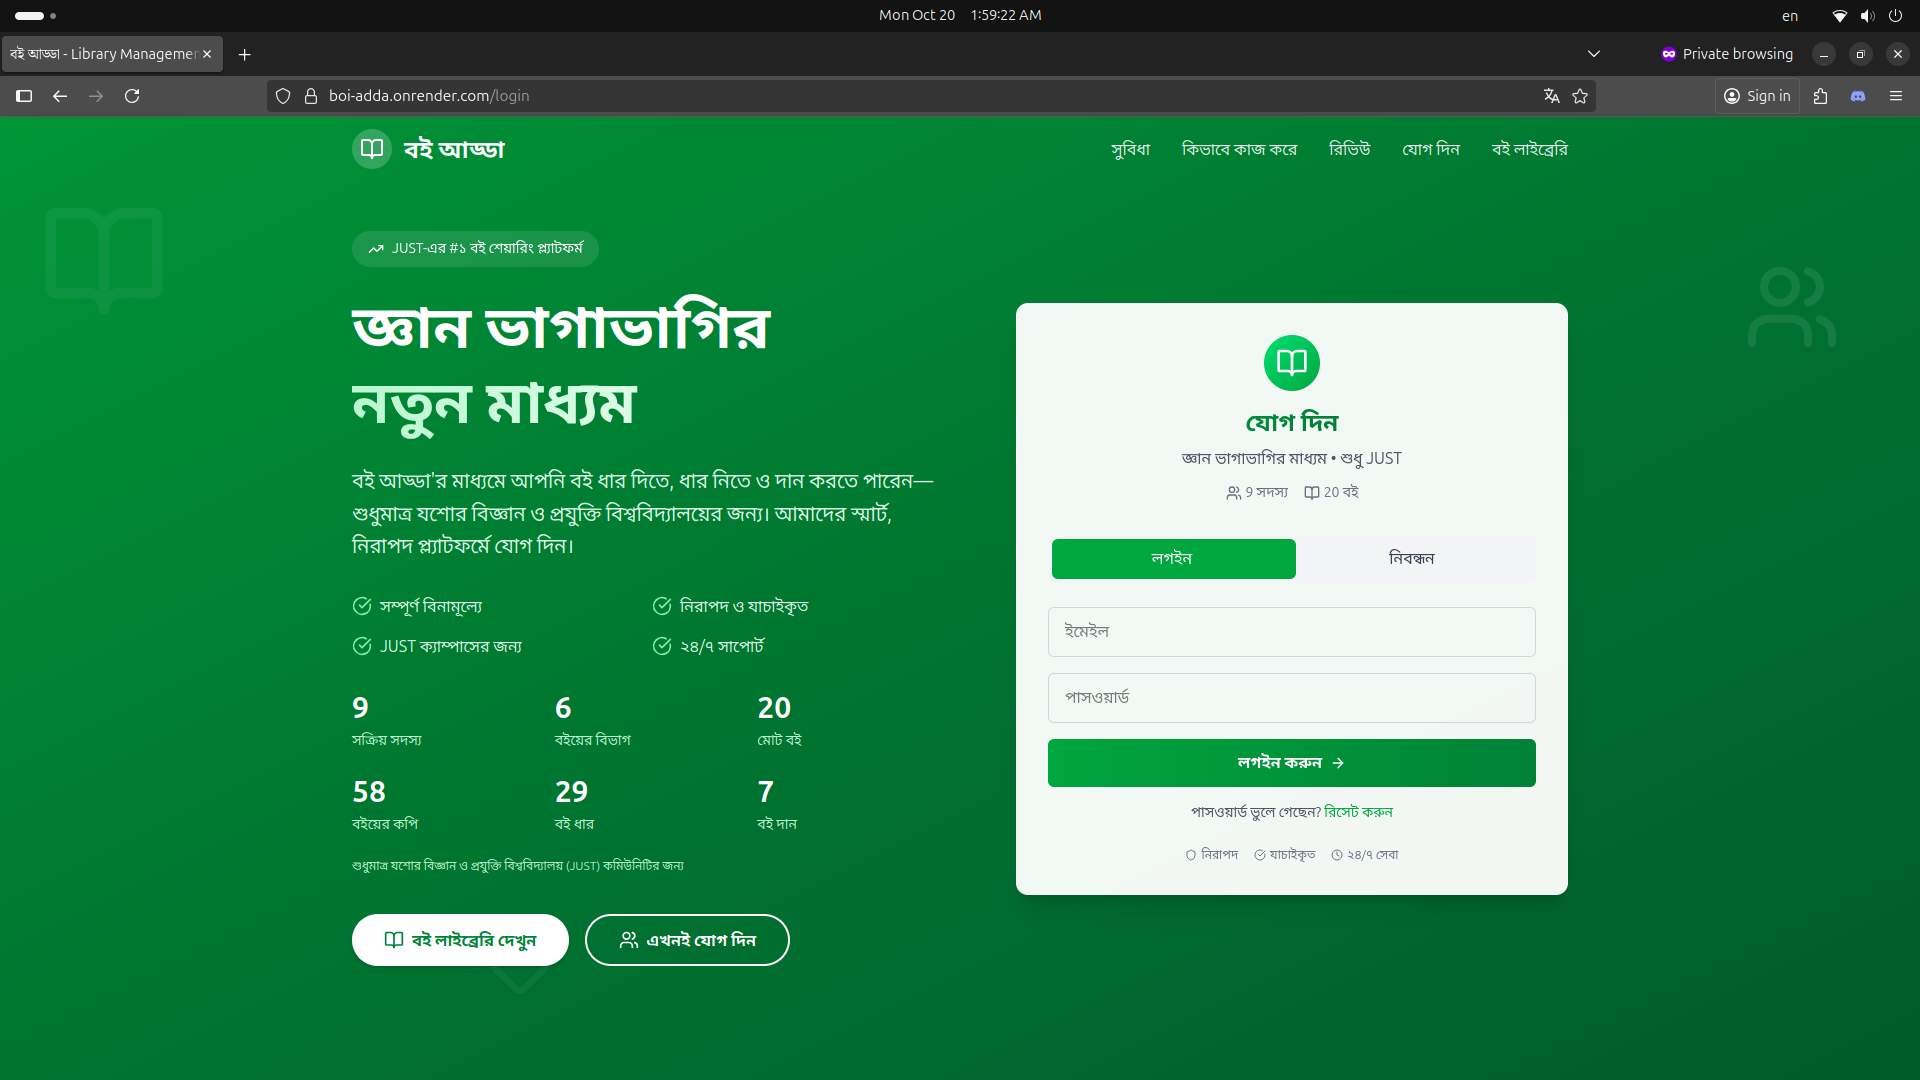 Mon Oct 20 1:59:22 AM
en
বই আড্ডা - Library Managemen
Private browsing
boi-adda.onrender.com/login
Sign in
বই আড্ডা
সুবিধা
কিভাবে কাজ করে
রিভিউ
যোগ দিন
বই লাইব্রেরি
JUST-এর #১ বই শেয়ারিং প্ল্যাটফর্ম
জ্ঞান ভাগাভাগির
নতুন মাধ্যম
বই আড্ডা'র মাধ্যমে আপনি বই ধার দিতে, ধার নিতে ও দান করতে পারেন—
শুধুমাত্র যশোর বিজ্ঞান ও প্রযুক্তি বিশ্ববিদ্যালয়ের জন্য। আমাদের স্মার্ট,
নিরাপদ প্ল্যাটফর্মে যোগ দিন।
সম্পূর্ণ বিনামূল্যে
নিরাপদ ও যাচাইকৃত
JUST ক্যাম্পাসের জন্য
২৪/৭ সাপোর্ট
9
6
20
সক্রিয় সদস্য
বইয়ের বিভাগ
মোট বই
58
29
7
বইয়ের কপি
বই ধার
বই দান
শুধুমাত্র যশোর বিজ্ঞান ও প্রযুক্তি বিশ্ববিদ্যালয় (JUST) কমিউনিটির জন্য
বই লাইব্রেরি দেখুন
এখনই যোগ দিন
যোগ দিন
জ্ঞান ভাগাভাগির মাধ্যম • শুধু JUST
9 সদস্য
20 বই
লগইন
নিবন্ধন
ইমেইল
পাসওয়ার্ড
লগইন করুন →
পাসওয়ার্ড ভুলে গেছেন? রিসেট করুন
নিরাপদ
যাচাইকৃত
২৪/৭ সেবা